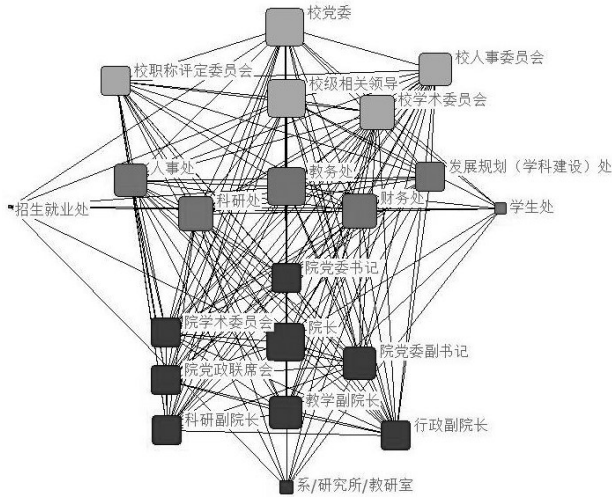 校党委
校人事委员会
校职称评定委员会
校级相关领导
校学术委员会
人事处
教务处
发展规划（学科建设）处
科研处
财务处
招生就业处
学生处
院党委书记
院学术委员会
院长
院党委副书记
院党政联席会
教学副院长
科研副院长
行政副院长
系/研究所/教研室